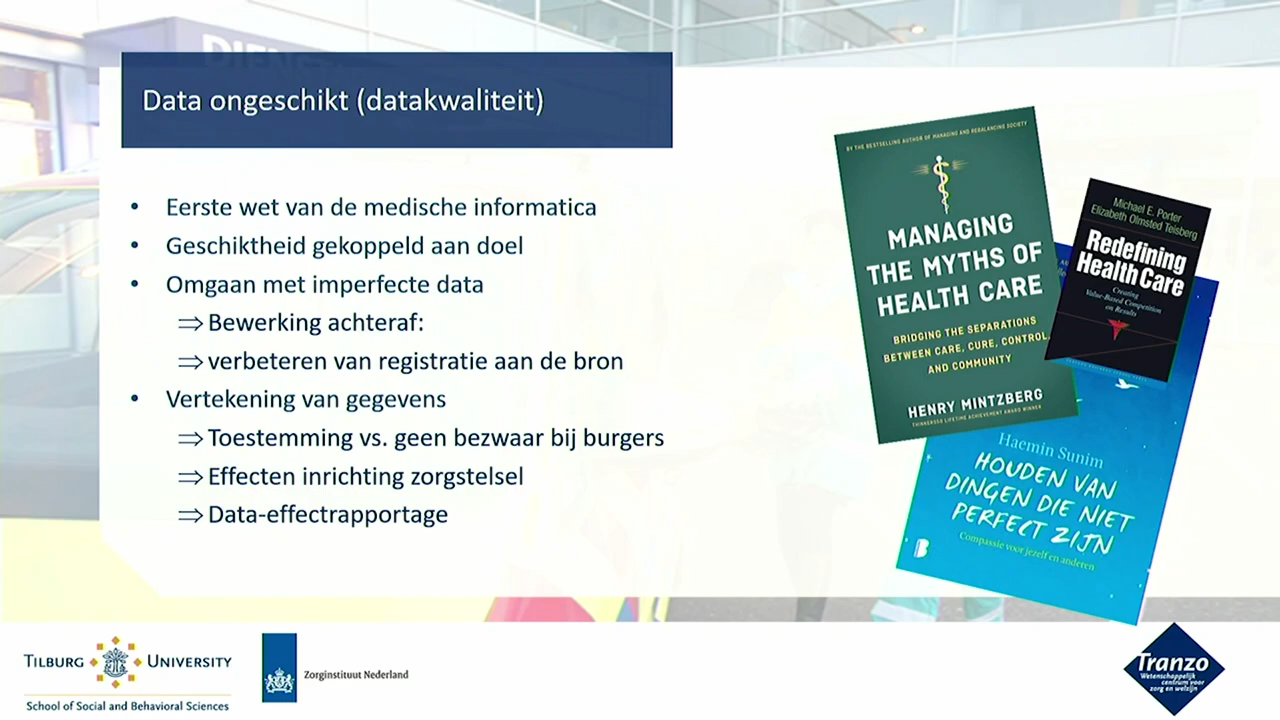 DIENST
Data ongeschikt (datakwaliteit)
• Eerste wet van de medische informatica
• Geschiktheid gekoppeld aan doel
• Omgaan met imperfecte data
⇒ Bewerking achteraf:
⇒ verbeteren van registratie aan de bron
• Vertekening van gegevens
⇒ Toestemming vs. geen bezwaar bij burgers
⇒ Effecten inrichting zorgstelsel
⇒ Data-effectrapportage
BY THE BESTSELLING AUTHOR OF MANAGING AND REBALANCING SOCIETY
MANAGING
THE MYTHS OF
HEALTH CARE
BRIDGING THE SEPARATIONS
BETWEEN CARE, CURE, CONTROL,
AND COMMUNITY
HENRY MINTZBERG
THINKERS50 LIFETIME ACHIEVEMENT AWARD WINNER
Michael E. Porter
Elizabeth Olmsted Teisberg
Redefining
Health Care
Creating
Value-Based Competition
on Results
Haemin Sunim
HOUDEN VAN
DINGEN DIE NIET
PERFECT ZIJN
Compassie voor jezelf en anderen
B
TILBURG UNIVERSITY
School of Social and Behavioral Sciences
Zorginstituut Nederland
Tranzo
Wetenschappelijk
centrum voor
zorg en welzijn